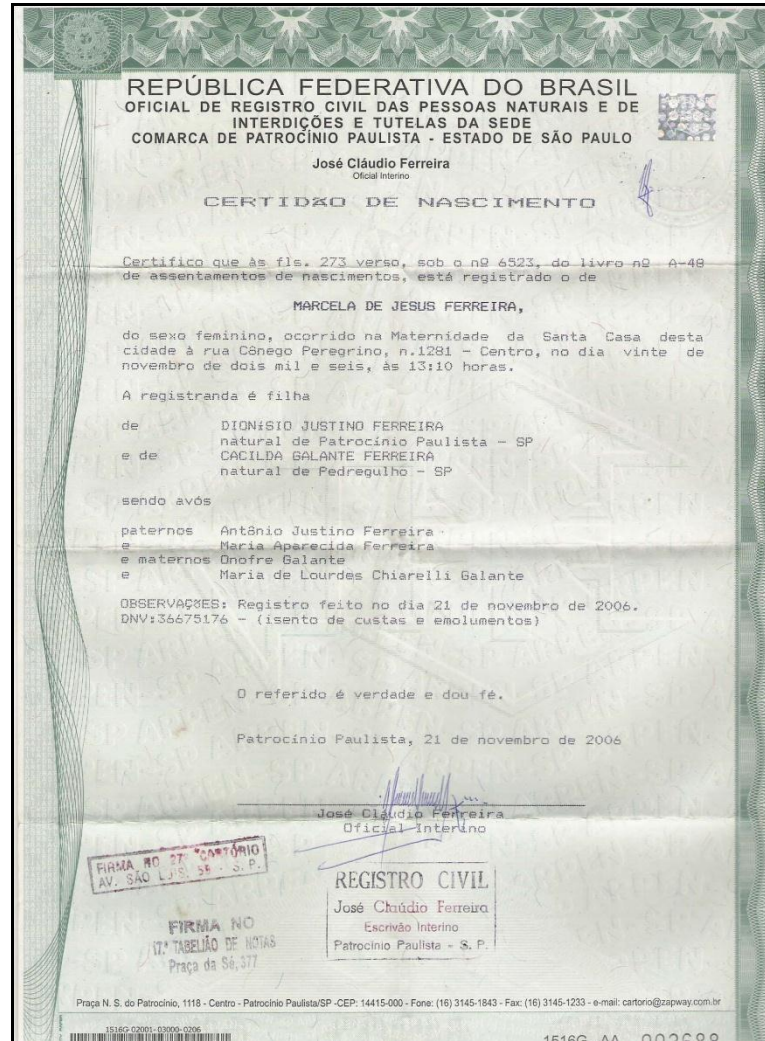 REPÚBLICA FEDERATIVA DO BRASIL
OFICIAL DE REGISTRO CIVIL DAS PESSOAS NATURAIS E DE
INTERDIÇÕES E TUTELAS DA SEDE
COMARCA DE PATROCÍNIO PAULISTA - ESTADO DE SÃO PAULO
José Cláudio Ferreira
Oficial Interino
CERTIDÃO DE NASCIMENTO
Certifico que às fls. 273 verso, sob o nº 6523, do livro nº A-48
de assentamentos de nascimentos, está registrado o de
MARCELA DE JESUS FERREIRA,
do sexo feminino, ocorrido na Maternidade da Santa Casa desta
cidade à rua Cônego Peregrino, n.1281 - Centro, no dia vinte de
novembro de dois mil e seis, às 13:10 horas.
A registranda é filha
de DIONíSIO JUSTINO FERREIRA
natural de Patrocínio Paulista - SP
e de CACILDA GALANTE FERREIRA
natural de Pedregulho - SP
sendo avós
paternos Antânio Justino Ferreira
e Maria Aparecida Ferreira
e maternos Onofre Galante
e Maria de Lourdes Chiarelli Galante
OBSERVAÇÕES: Registro feito no dia 21 de novembro de 2006.
DNV:36675176 - (isento de custas e emolumentos)
O referido é verdade e dou fé.
Patrocínio Paulista, 21 de novembro de 2006
José Cláudio Ferreira
Oficial Interino
FIRMA NO 27º CARTÓRIO
AV. SÃO LUIS, 59 - S. P.
REGISTRO CIVIL
José Cláudio Ferreira
Escrivão Interino
Patrocínio Paulista - S. P.
FIRMA NO
17.º TABELIÃO DE NOTAS
Praça da Sé, 377
Praça N. S. do Patrocínio, 1118 - Centro - Patrocínio Paulista/SP -CEP: 14415-000 - Fone: (16) 3145-1843 - Fax: (16) 3145-1233 - e-mail: cartorio@zapway.com.br
1516G-02001-03000-0206
1516G AA 002688